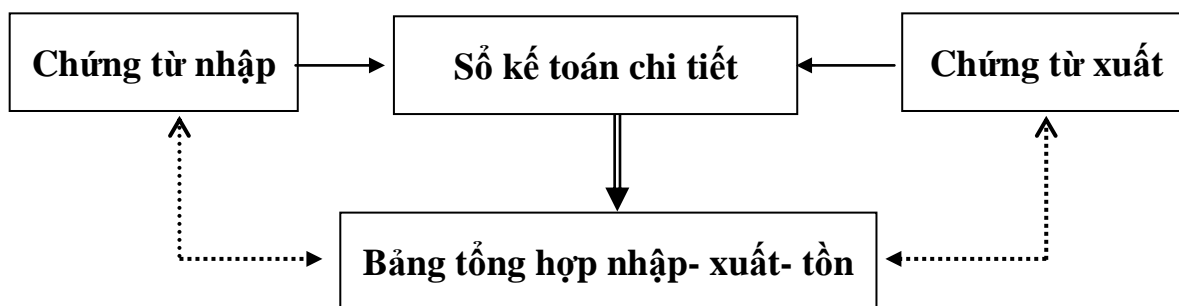 Chứng từ nhập
Sổ kế toán chi tiết
Chứng từ xuất
Bảng tổng hợp nhập- xuất- tồn